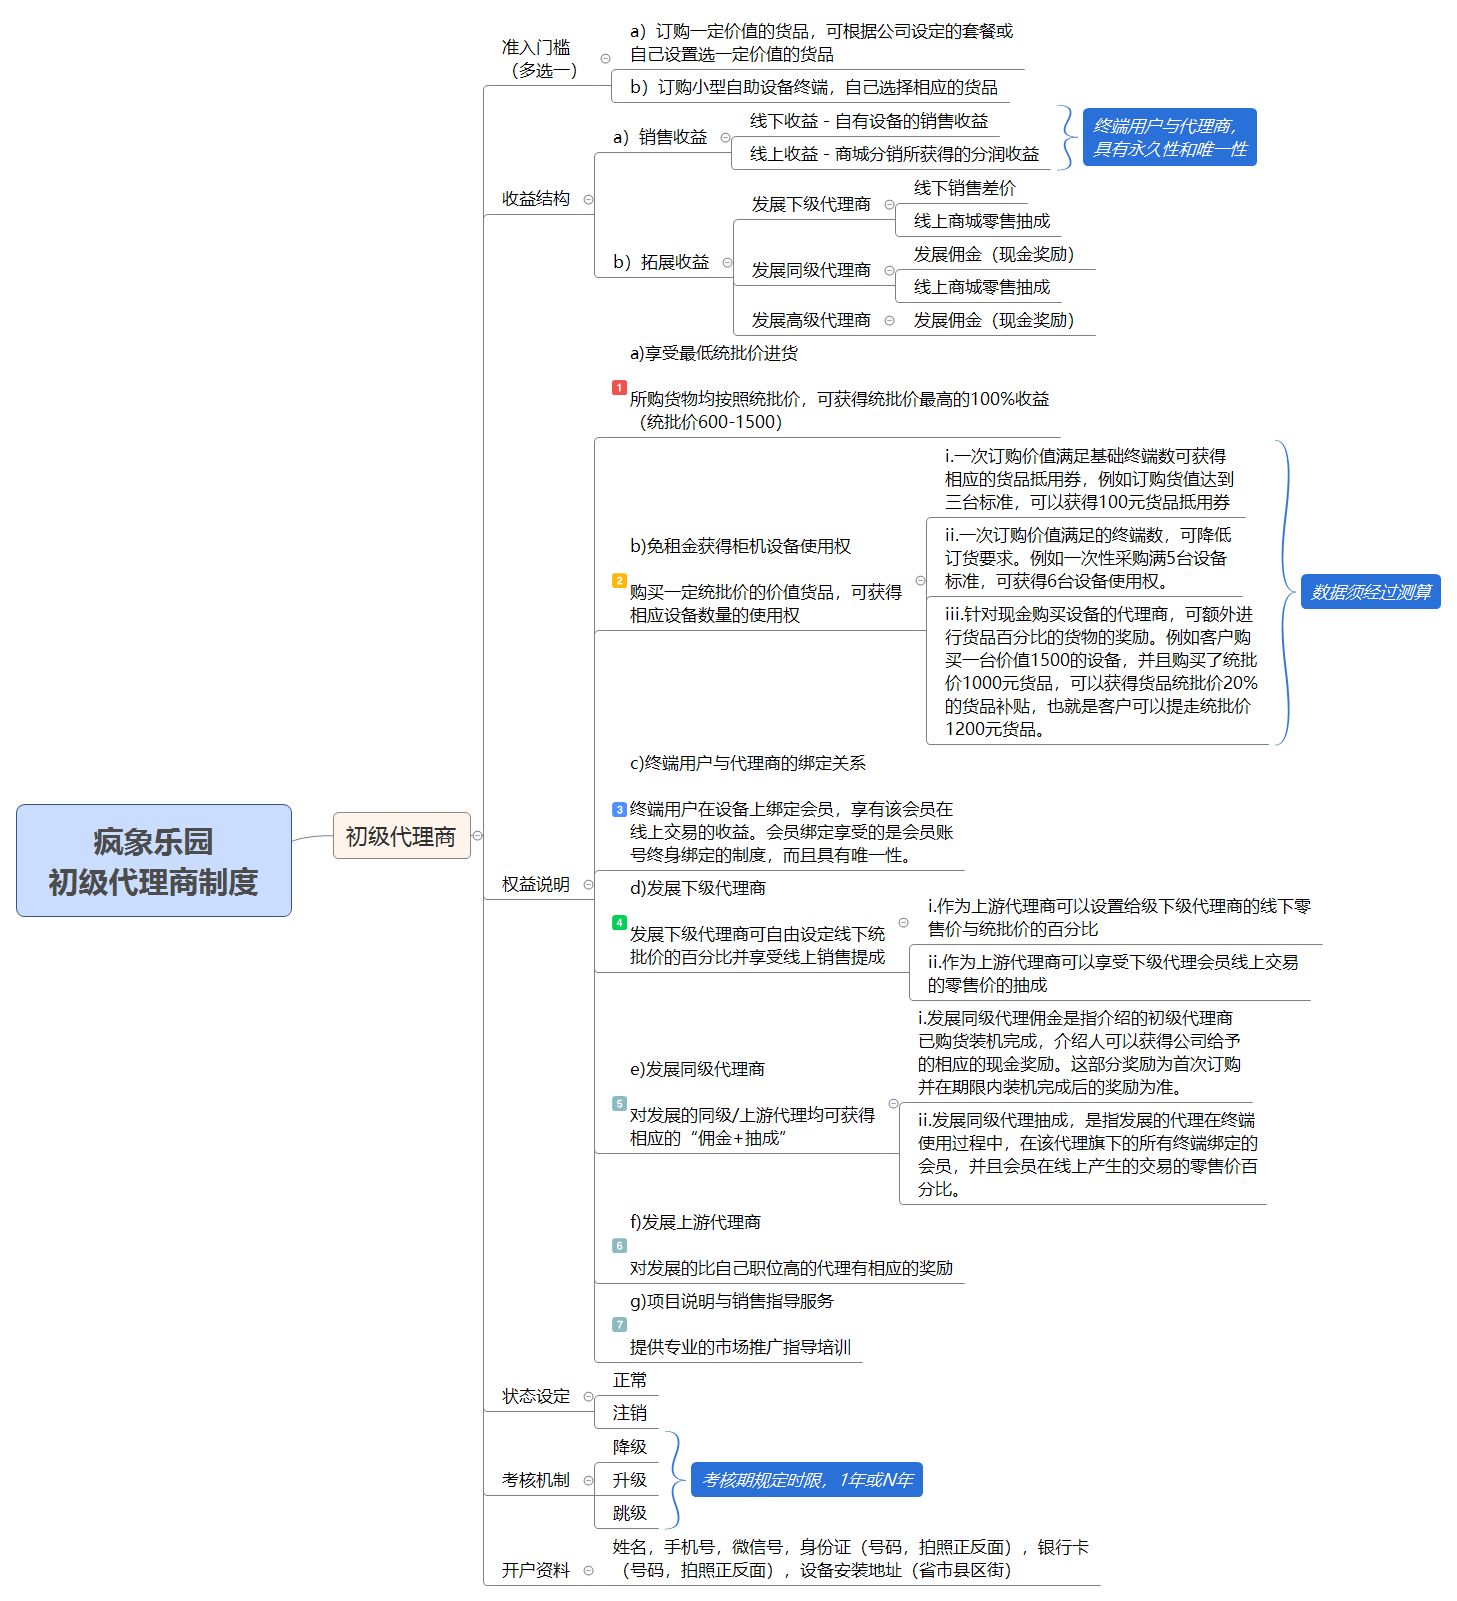 疯象乐园
初级代理商制度
初级代理商
准入门槛
（多选一）
a）订购一定价值的货品，可根据公司设定的套餐或
自己设置选一定价值的货品
b）订购小型自助设备终端，自己选择相应的货品
收益结构
a）销售收益
线下收益 - 自有设备的销售收益
线上收益 - 商城分销所获得的分润收益
终端用户与代理商，
具有永久性和唯一性
b）拓展收益
发展下级代理商
线下销售差价
线上商城零售抽成
发展同级代理商
发展佣金（现金奖励）
线上商城零售抽成
发展高级代理商
发展佣金（现金奖励）
权益说明
1
a)享受最低统批价进货
所购货物均按照统批价，可获得统批价最高的100%收益
（统批价600-1500）
2
b)免租金获得柜机设备使用权
购买一定统批价的价值货品，可获得
相应设备数量的使用权
i.一次订购价值满足基础终端数可获得
相应的货品抵用券，例如订购货值达到
三台标准，可以获得100元货品抵用券
ii.一次订购价值满足的终端数，可降低
订货要求。例如一次性采购满5台设备
标准，可获得6台设备使用权。
iii.针对现金购买设备的代理商，可额外进
行货品百分比的货物的奖励。例如客户购
买一台价值1500的设备，并且购买了统批
价1000元货品，可以获得货品统批价20%
的货品补贴，也就是客户可以提走统批价
1200元货品。
数据须经过测算
3
c)终端用户与代理商的绑定关系
终端用户在设备上绑定会员，享有该会员在
线上交易的收益。会员绑定享受的是会员账
号终身绑定的制度，而且具有唯一性。
4
d)发展下级代理商
发展下级代理商可自由设定线下统
批价的百分比并享受线上销售提成
i.作为上游代理商可以设置给级下级代理商的线下零
售价与统批价的百分比
ii.作为上游代理商可以享受下级代理会员线上交易
的零售价的抽成
5
e)发展同级代理商
对发展的同级/上游代理均可获得
相应的“佣金+抽成”
i.发展同级代理佣金是指介绍的初级代理商
已购货装机完成，介绍人可以获得公司给予
的相应的现金奖励。这部分奖励为首次订购
并在期限内装机完成后的奖励为准。
ii.发展同级代理抽成，是指发展的代理在终端
使用过程中，在该代理旗下的所有终端绑定的
会员，并且会员在线上产生的交易的零售价百
分比。
6
f)发展上游代理商
对发展的比自己职位高的代理有相应的奖励
7
g)项目说明与销售指导服务
提供专业的市场推广指导培训
状态设定
正常
注销
考核机制
降级
升级
跳级
考核期规定时限，1年或N年
开户资料
姓名，手机号，微信号，身份证（号码，拍照正反面），银行卡
（号码，拍照正反面），设备安装地址（省市县区街）